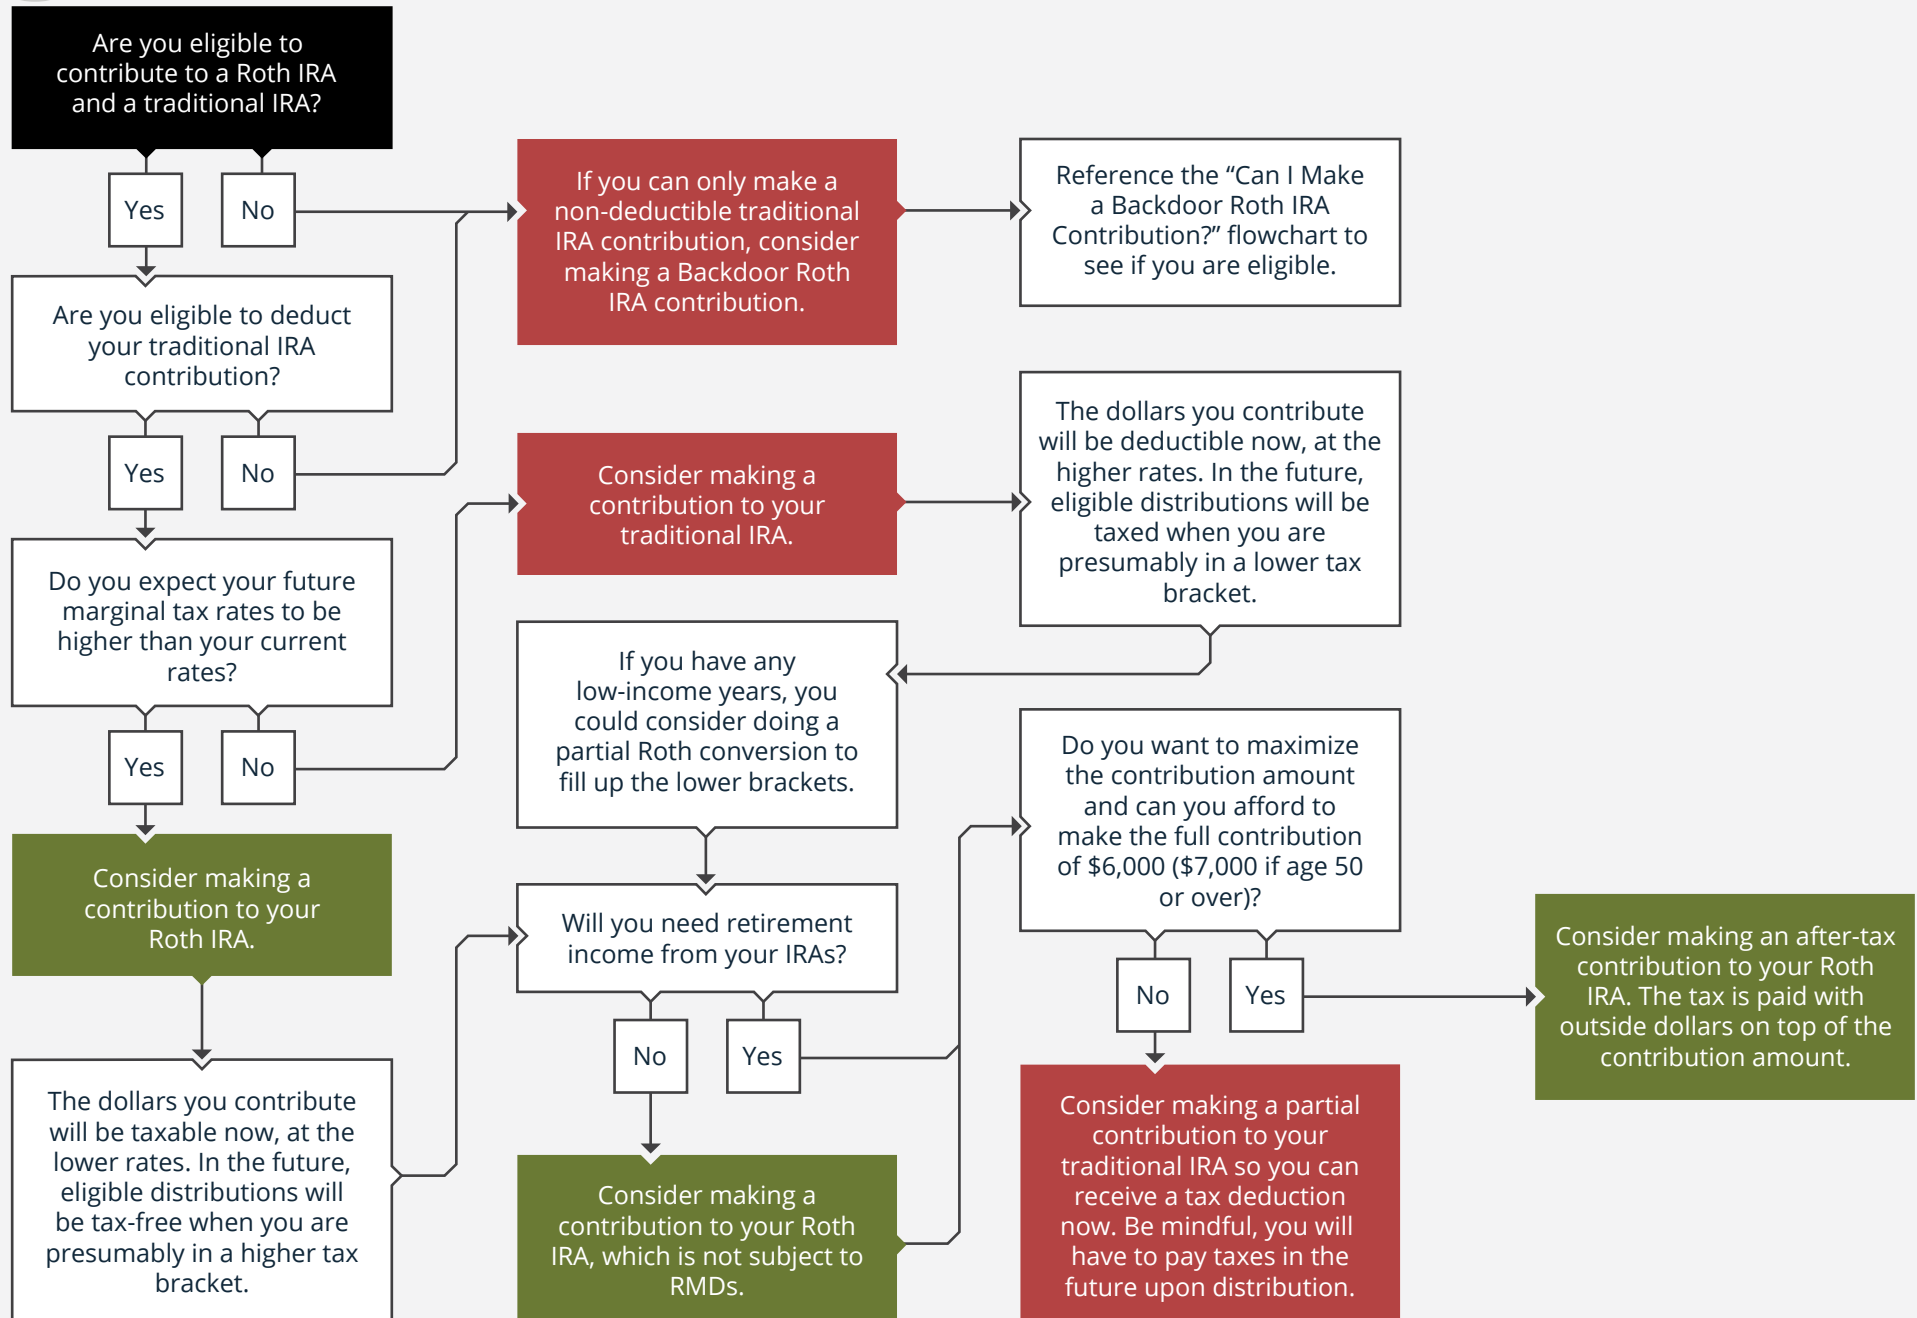 Are you eligible to
contribute to a Roth IRA
and a traditional IRA?
Yes
No
If you can only make a
non-deductible traditional
IRA contribution, consider
making a Backdoor Roth
IRA contribution.
Reference the “Can I Make
a Backdoor Roth IRA
Contribution?” flowchart to
see if you are eligible.
Are you eligible to deduct
your traditional IRA
contribution?
Yes
No
Consider making a
contribution to your
traditional IRA.
The dollars you contribute
will be deductible now, at the
higher rates. In the future,
eligible distributions will be
taxed when you are
presumably in a lower tax
bracket.
Do you expect your future
marginal tax rates to be
higher than your current
rates?
Yes
No
If you have any
low-income years, you
could consider doing a
partial Roth conversion to
fill up the lower brackets.
Do you want to maximize
the contribution amount
and can you afford to
make the full contribution
of $6,000 ($7,000 if age 50
or over)?
No
Yes
Consider making a
contribution to your
Roth IRA.
Will you need retirement
income from your IRAs?
No
Yes
Consider making an after-tax
contribution to your Roth
IRA. The tax is paid with
outside dollars on top of the
contribution amount.
The dollars you contribute
will be taxable now, at the
lower rates. In the future,
eligible distributions will
be tax-free when you are
presumably in a higher tax
bracket.
Consider making a
contribution to your Roth
IRA, which is not subject to
RMDs.
Consider making a partial
contribution to your
traditional IRA so you can
receive a tax deduction
now. Be mindful, you will
have to pay taxes in the
future upon distribution.